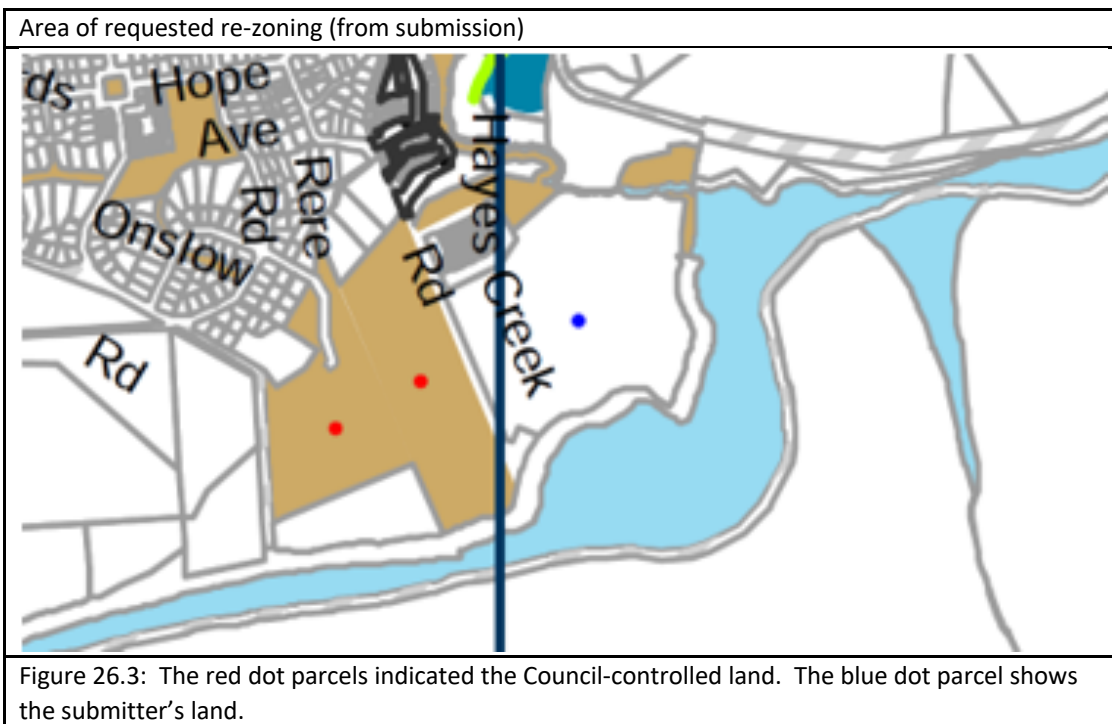 Area of requested re-zoning (from submission)
ds
Hope
Ave
Rd
Rere
Onslow
Rd
Hayes
Creek
Rd
Figure 26.3: The red dot parcels indicated the Council-controlled land. The blue dot parcel shows
the submitter's land.